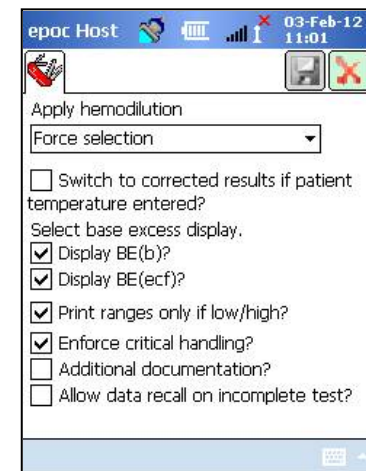 epoc Host
03-Feb-12
11:01
Apply hemodilution
Force selection
Switch to corrected results if patient
temperature entered?
Select base excess display.
Display BE(b)?
Display BE(ecf)?
Print ranges only if low/high?
Enforce critical handling?
Additional documentation?
Allow data recall on incomplete test?